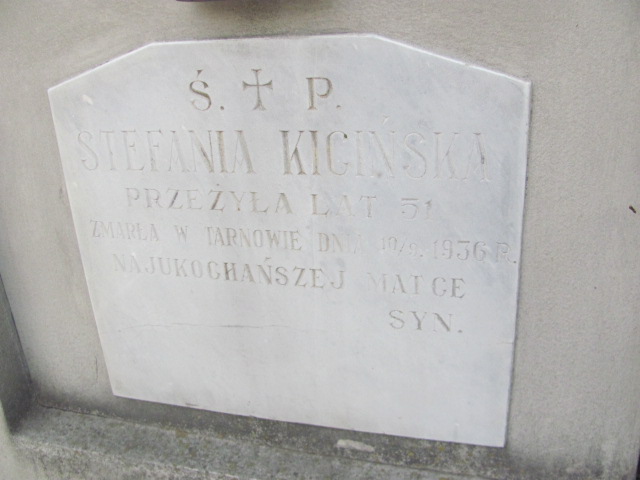 Ś. † P.
STEFANIA KICIŃSKA
PRZEŻYŁA LAT 51
ZMARŁA W TARNOWIE DNIA 10/9. 1936 R.
NAJUKOCHAŃSZEJ MATCE
SYN.